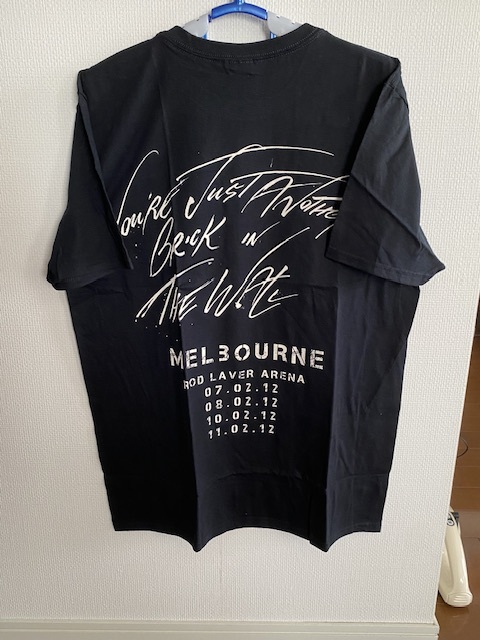 You're Just Another
Brick in
The Wall
MELBOURNE
ROD LAVER ARENA
07.02.12
08.02.12
10.02.12
11.02.12